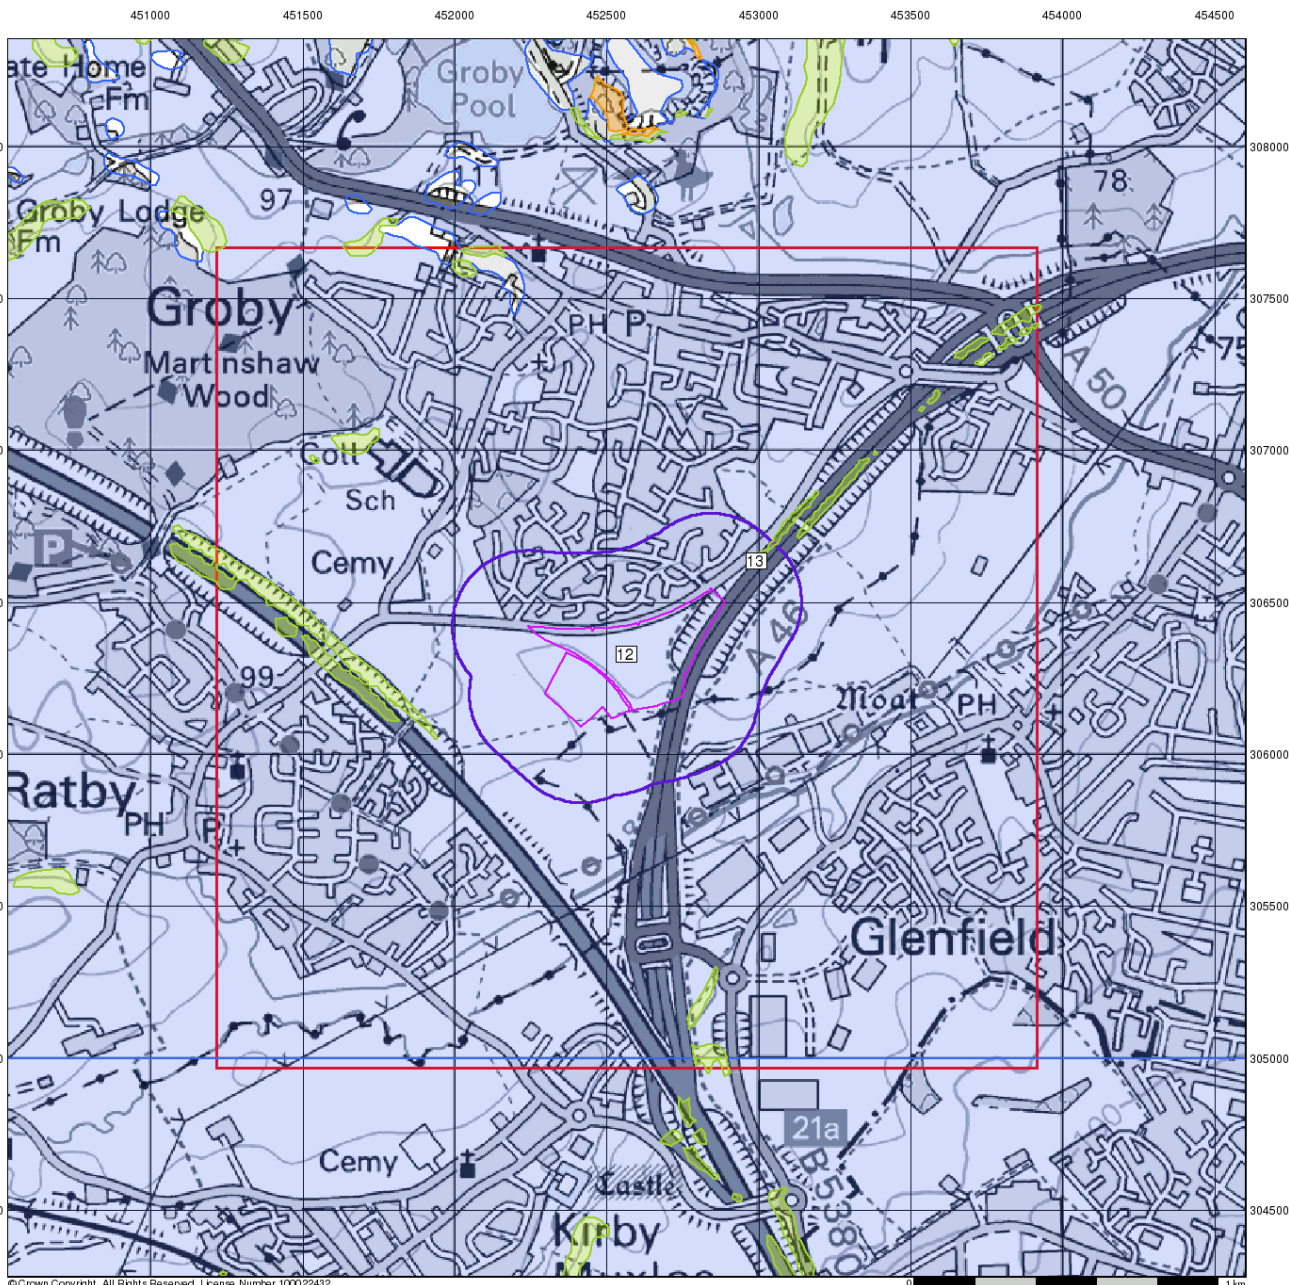 451000 451500 452000 452500 453000 453500 454000 454500
ate Home
Fm
Groby
Pool
308000
111
97
78
Groby Lodge
Fm
Groby
PH P
307500
75
Martinshaw
Wood
A 50
307000
Coll
Sch
P
Cemy
13
306500
A 46
12
99
Moat
PH
306000
Ratby
PH P
305500
Glenfield
305000
21a
Cemy
B 5380
Castle
Kirby
304500
© Crown Copyright. All Rights Reserved. License Number 100022432
0 1 km